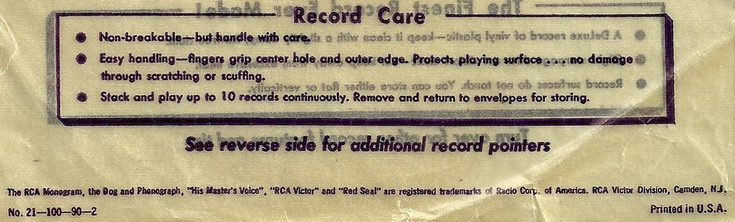 Record Care
• Non-breakable—but handle with care.
• Easy handling—fingers grip center hole and outer edge. Protects playing surface . . . no damage
through scratching or scuffing.
• Stack and play up to 10 records continuously. Remove and return to envelopes for storing.
See reverse side for additional record pointers
The RCA Monogram, the Dog and Phonograph, "His Master's Voice", "RCA Victor" and "Red Seal" are registered trademarks of Radio Corp. of America. RCA Victor Division, Camden, N.J.
No. 21—100—90—2
Printed in U.S.A.